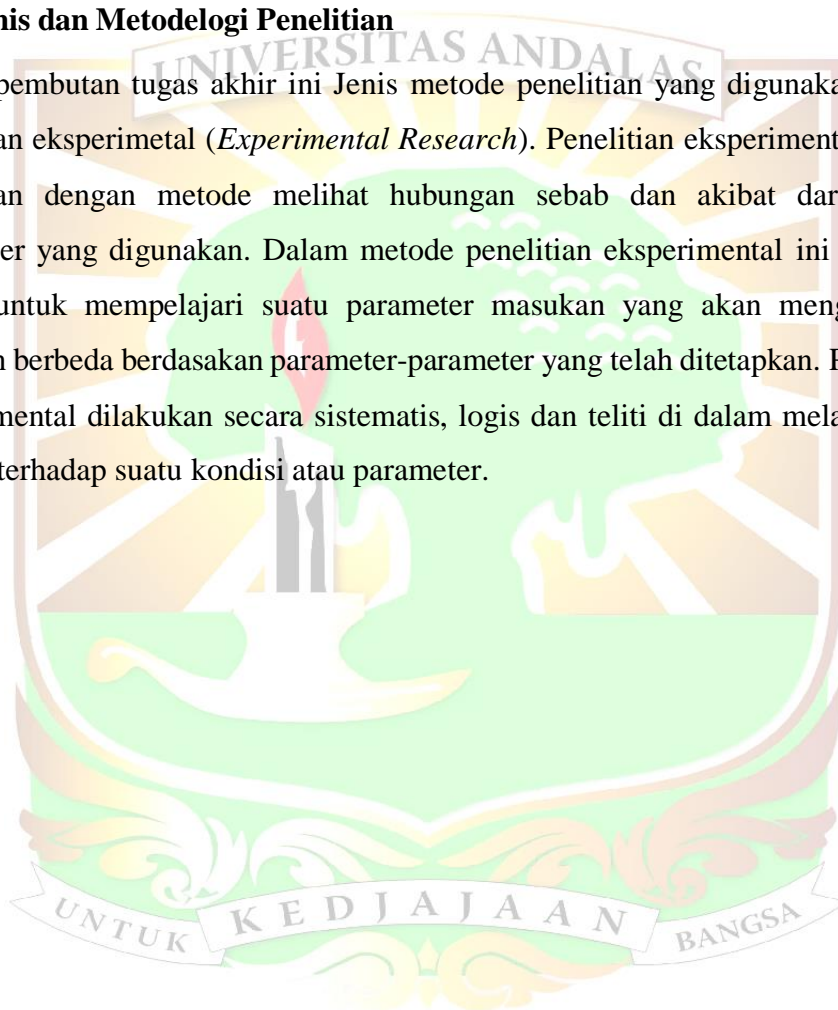 nis dan Metodelogi Penelitian
UNIVERSITAS ANDALAS
pembutan tugas akhir ini Jenis metode penelitian yang digunaka
an eksperimetal (Experimental Research). Penelitian eksperiment
an dengan metode melihat hubungan sebab dan akibat dar
er yang digunakan. Dalam metode penelitian eksperimental ini
untuk mempelajari suatu parameter masukan yang akan meng
n berbeda berdasakan parameter-parameter yang telah ditetapkan. P
mental dilakukan secara sistematis, logis dan teliti di dalam mela
terhadap suatu kondisi atau parameter.
UNTUK KEDJAJAAN BANGSA